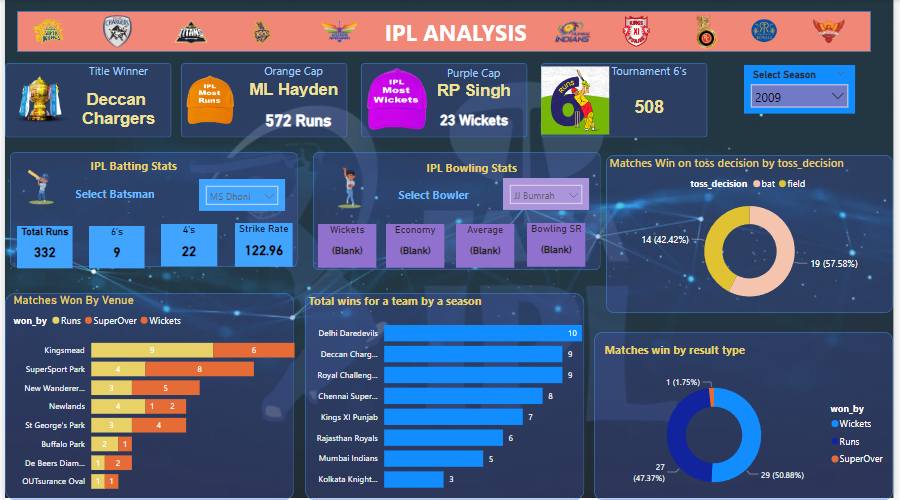 IPL ANALYSIS
CHARGERS
TITANS
INDIANS
KINGS XI
Title Winner
Deccan
Chargers
IPL
Most
Runs
Orange Cap
ML Hayden
572 Runs
IPL
Most
Wickets
Purple Cap
RP Singh
23 Wickets
RUNS
6
Tournament 6's
508
Select Season
2009
IPL Batting Stats
Select Batsman
MS Dhoni
Total Runs
332
6's
9
4's
22
Strike Rate
122.96
IPL Bowling Stats
Select Bowler
JJ Bumrah
Wickets
(Blank)
Economy
(Blank)
Average
(Blank)
Bowling SR
(Blank)
Matches Win on toss decision by toss_decision
toss_decision bat field
14 (42.42%)
19 (57.58%)
Matches Won By Venue
won_by Runs SuperOver Wickets
Kingsmead 9 6
SuperSport Park 4 8
New Wanderer... 3 5
Newlands 4 1 2
St George's Park 3 4
Buffalo Park 2 1
De Beers Diam... 1 2
OUTsurance Oval 1 1
Total wins for a team by a season
Delhi Daredevils 10
Deccan Charg... 9
Royal Challeng... 9
Chennai Super... 8
Kings XI Punjab 7
Rajasthan Royals 6
Mumbai Indians 5
Kolkata Knight... 3
Matches win by result type
1 (1.75%)
27
(47.37%)
29 (50.88%)
won_by
Wickets
Runs
SuperOver
IPL